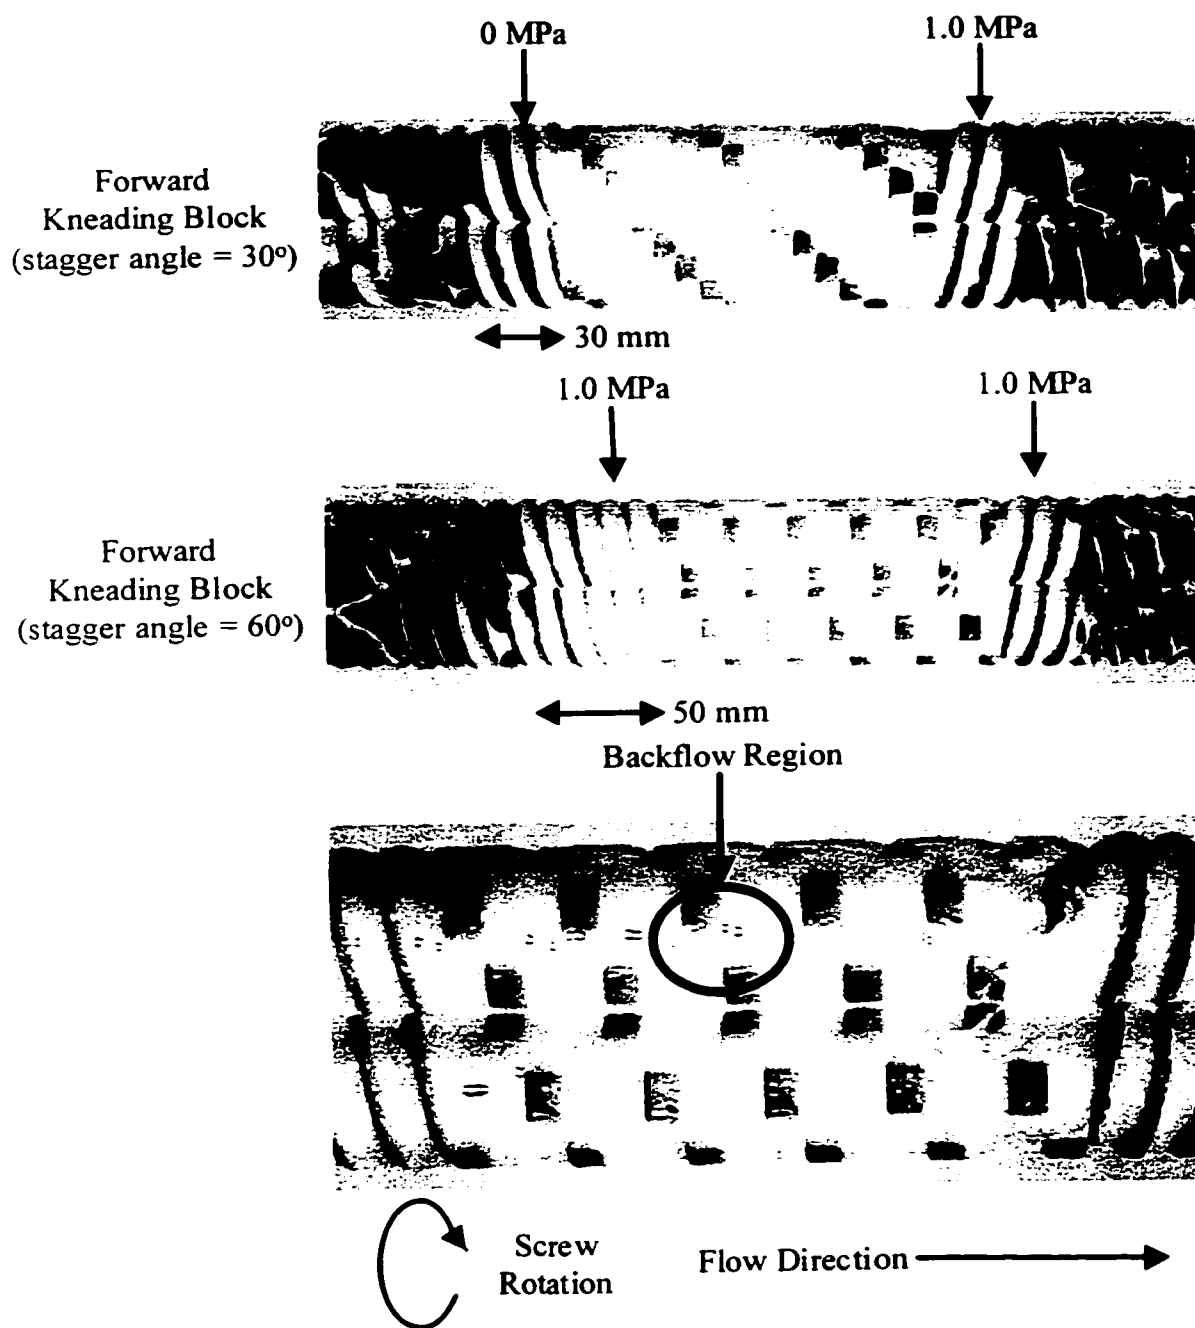 0 MPa
1.0 MPa
Forward
Kneading Block
(stagger angle = 30º)
30 mm
1.0 MPa
1.0 MPa
Forward
Kneading Block
(stagger angle = 60º)
50 mm
Backflow Region
Screw
Rotation
Flow Direction